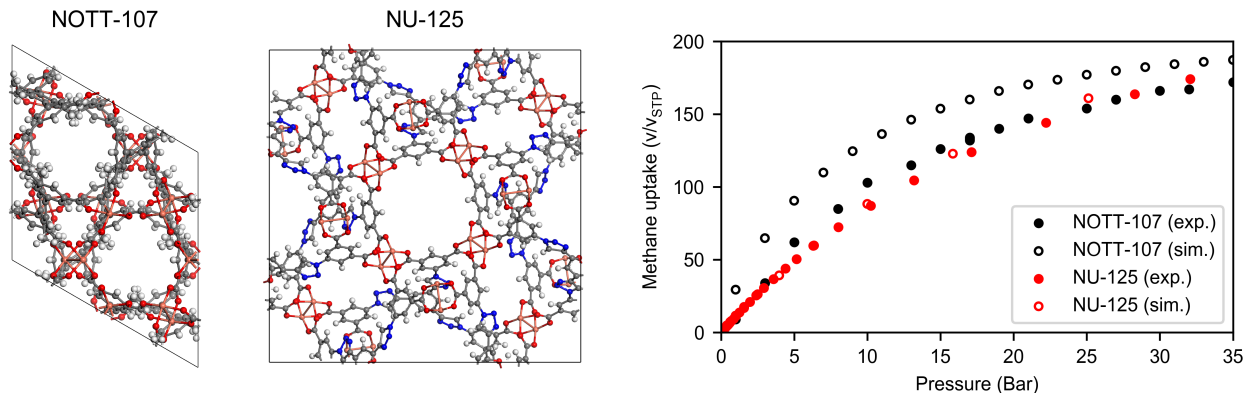 NOTT-107
NU-125
200
150
100
50
0
Methane uptake (v/v_STP)
0 5 10 15 20 25 30 35
Pressure (Bar)
NOTT-107 (exp.)
NOTT-107 (sim.)
NU-125 (exp.)
NU-125 (sim.)